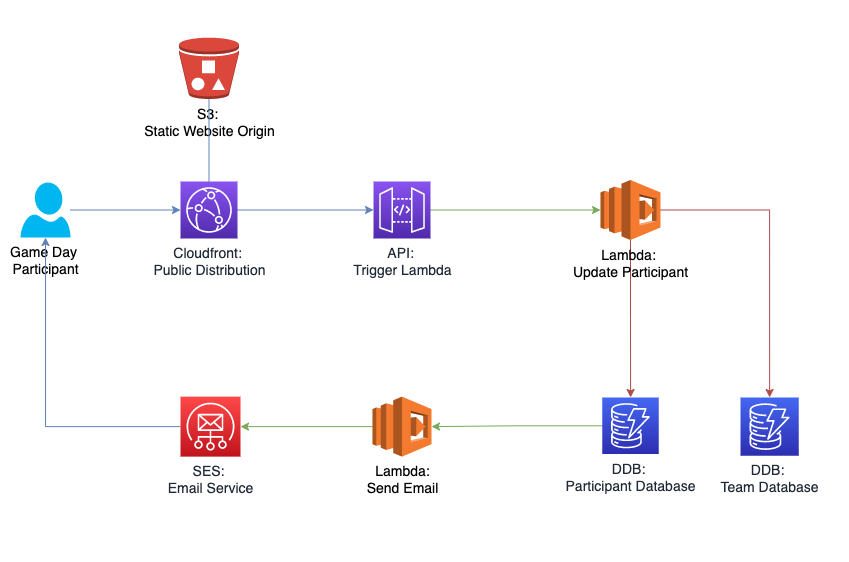 S3:
Static Website Origin
Game Day
Participant
Cloudfront:
Public Distribution
</>
API:
Trigger Lambda
Lambda:
Update Participant
SES:
Email Service
Lambda:
Send Email
DDB:
Participant Database
DDB:
Team Database